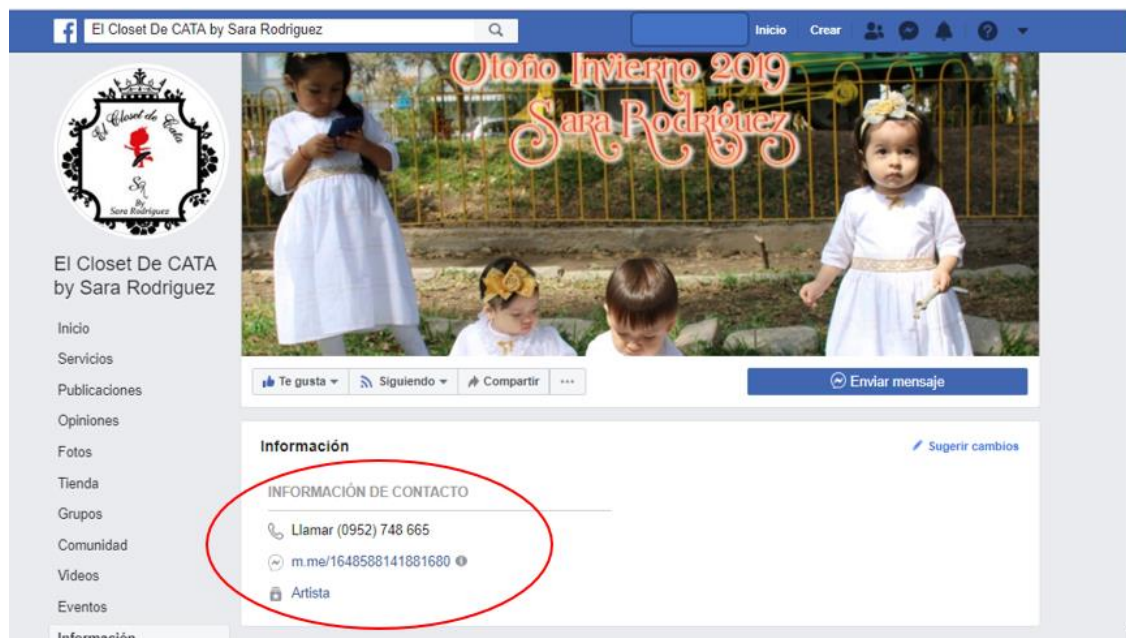 El Closet De CATA by Sara Rodriguez
Inicio Crear
El Closet de Cata
SR
By
Sara Rodriguez
Otoño Invierno 2019
Sara Rodriguez
El Closet De CATA
by Sara Rodriguez
Inicio
Servicios
Publicaciones
Opiniones
Fotos
Tienda
Grupos
Comunidad
Videos
Eventos
Información
Te gusta Siguiendo Compartir ...
Enviar mensaje
Información
Sugerir cambios
INFORMACIÓN DE CONTACTO
Llamar (0952) 748 665
m.me/1648588141881680
Artista